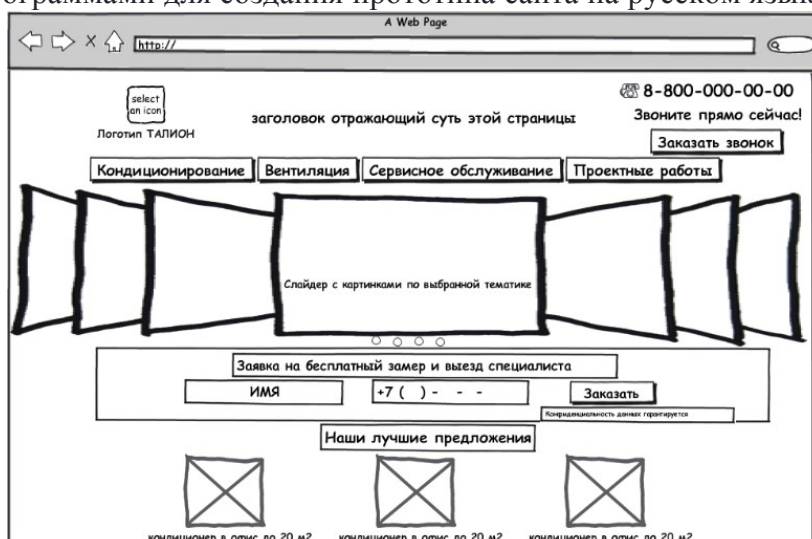 ограммами для создания прототипа сайта на русском язык
A Web Page
http://
select
an icon
Логотип ТАЛИОН
заголовок отражающий суть этой страницы
8-800-000-00-00
Звоните прямо сейчас!
Заказать звонок
Кондиционирование Вентиляция Сервисное обслуживание Проектные работы
Слайдер с картинками по выбранной тематике
Заявка на бесплатный замер и выезд специалиста
ИМЯ +7 ( ) - - - Заказать
Конфиденциальность данных гарантируется
Наши лучшие предложения
кондиционер в офис до 20 м2 кондиционер в офис до 20 м2 кондиционер в офис до 20 м2